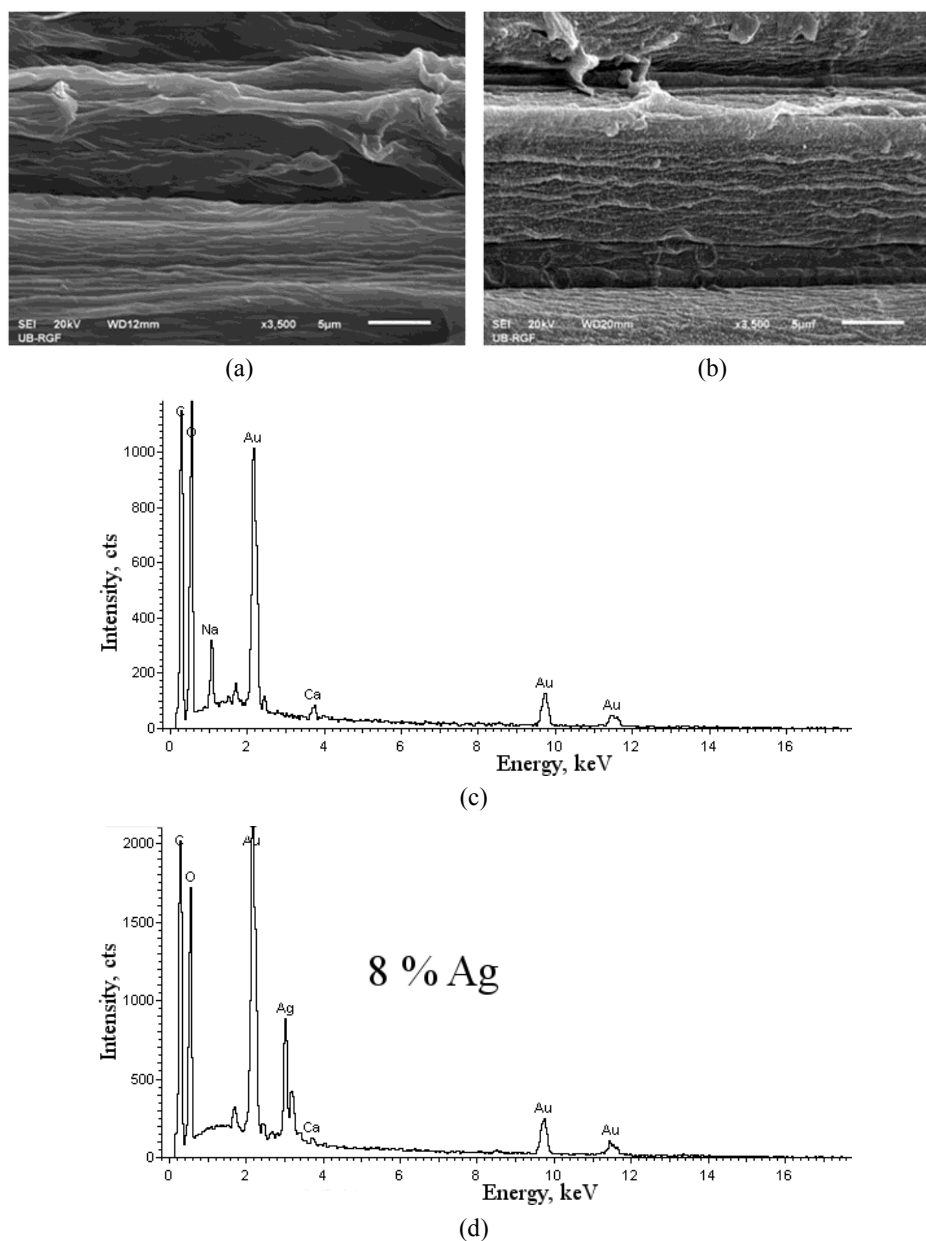 SEI 20kV WD12mm x3,500 5µm
UB-RGF
SEI 20kV WD20mm x3,500 5µm
UB-RGF
(a)
(b)
C
O
Au
Na
Ca
Au
Au
1000
800
600
400
200
0
Intensity, cts
0 2 4 6 8 10 12 14 16
Energy, keV
(c)
C
O
Au
Ag
Ca
Au
Au
8 % Ag
2000
1500
1000
500
0
Intensity, cts
0 2 4 6 8 10 12 14 16
Energy, keV
(d)